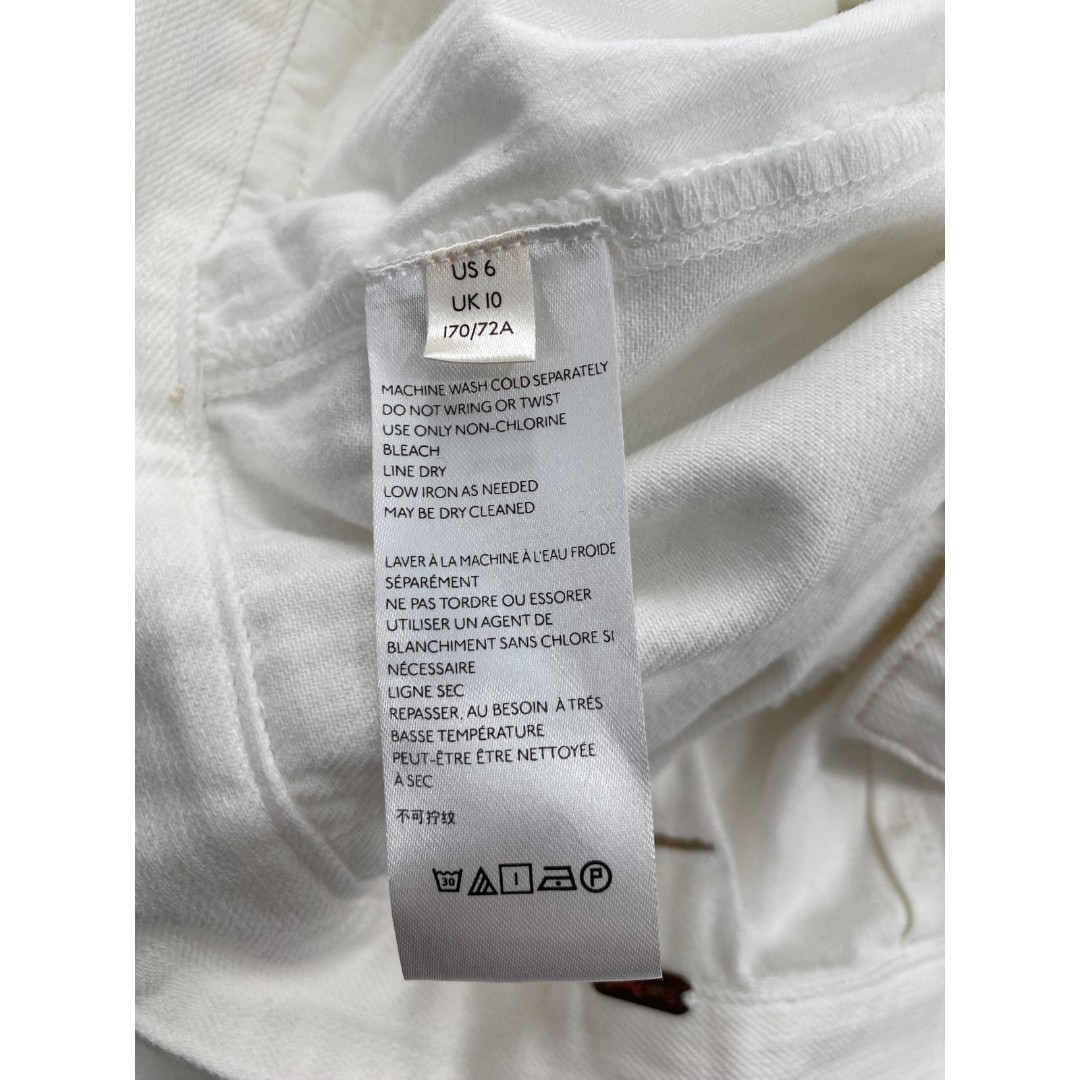 US 6
UK 10
170/72A
MACHINE WASH COLD SEPARATELY
DO NOT WRING OR TWIST
USE ONLY NON-CHLORINE
BLEACH
LINE DRY
LOW IRON AS NEEDED
MAY BE DRY CLEANED
LAVER À LA MACHINE À L'EAU FROIDE
SÉPARÉMENT
NE PAS TORDRE OU ESSORER
UTILISER UN AGENT DE
BLANCHIMENT SANS CHLORE SI
NÉCESSAIRE
LIGNE SEC
REPASSER, AU BESOIN À TRÉS
BASSE TEMPÉRATURE
PEUT-ÊTRE ÊTRE NETTOYÉE
À SEC
不可拧纹
30 P